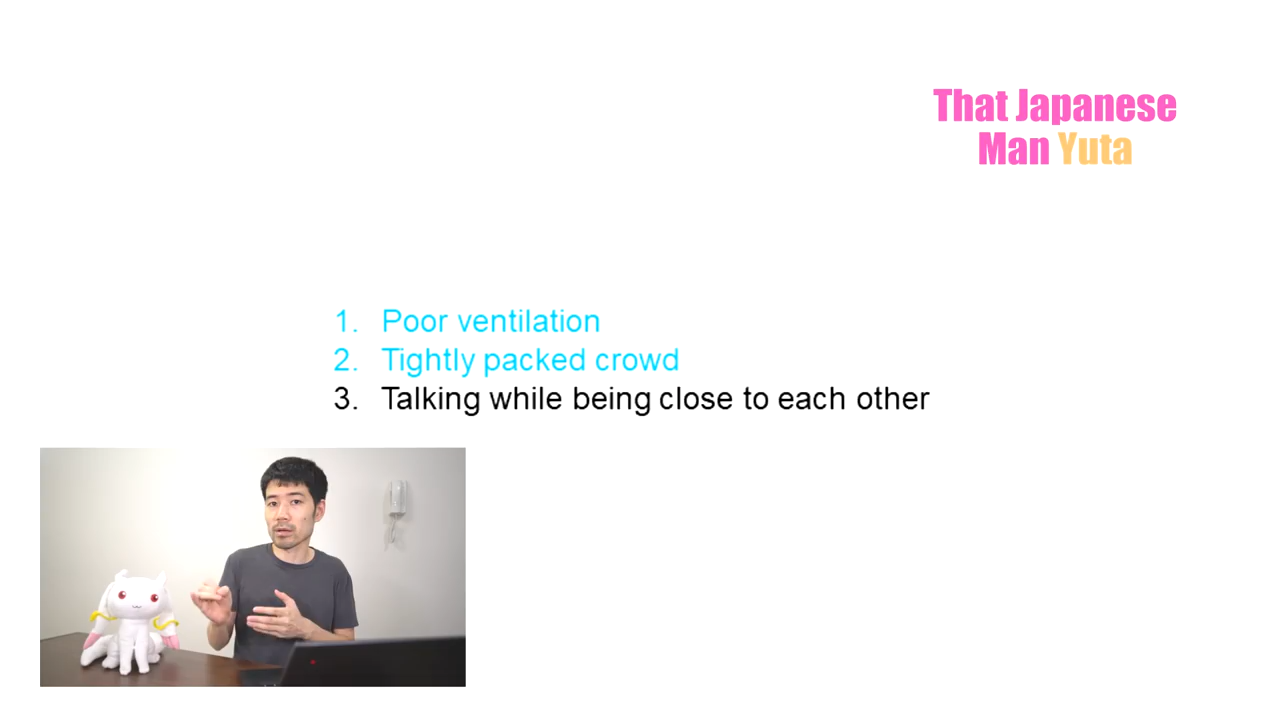 That Japanese
Man Yuta
1. Poor ventilation
2. Tightly packed crowd
3. Talking while being close to each other